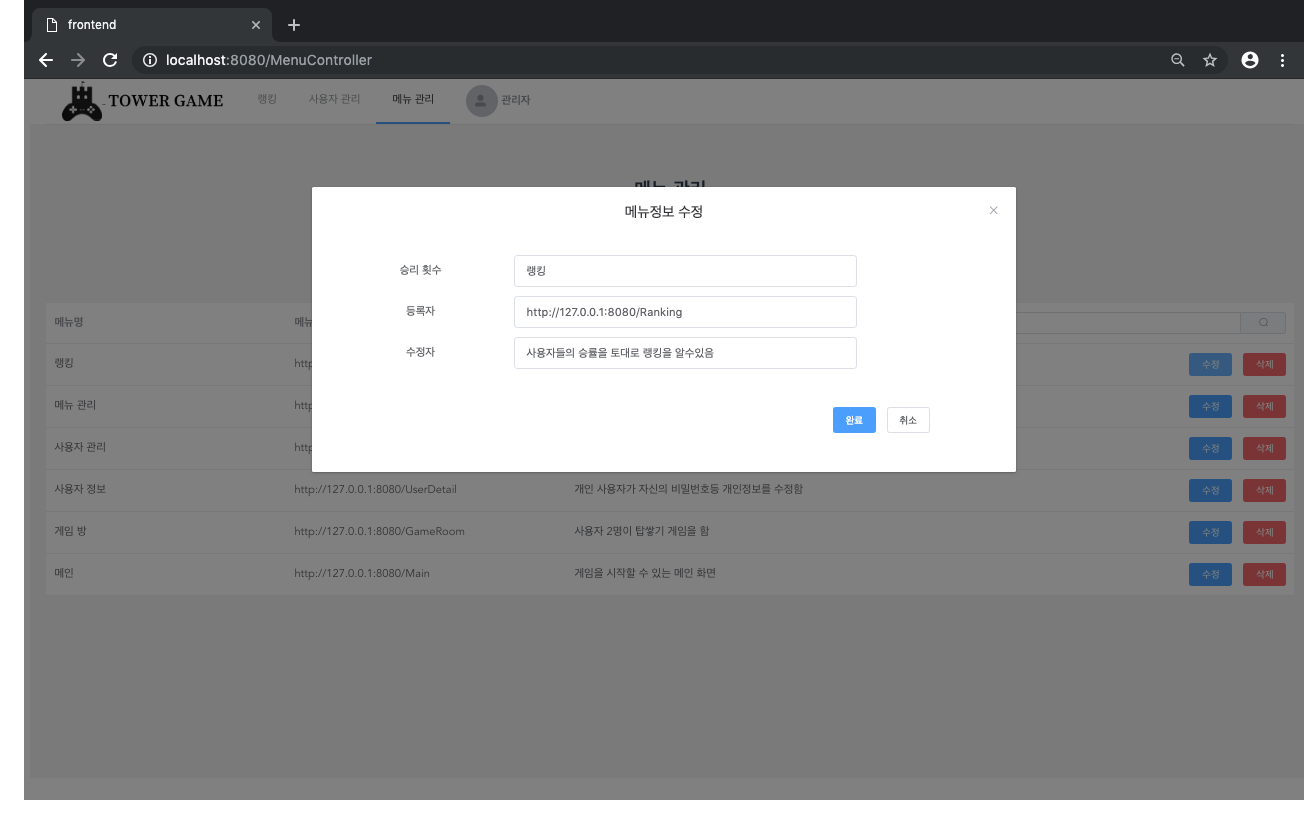 frontend
localhost:8080/MenuController
TOWER GAME 랭킹 사용자 관리 메뉴 관리 관리자
메뉴 관리
메뉴정보 수정
승리 횟수 랭킹
등록자 http://127.0.0.1:8080/Ranking
수정자 사용자들의 승률을 토대로 랭킹을 알수있음
완료 취소
메뉴명 메뉴
랭킹 http 수정 삭제
메뉴 관리 http 수정 삭제
사용자 관리 http 수정 삭제
사용자 정보 http://127.0.0.1:8080/UserDetail 개인 사용자가 자신의 비밀번호등 개인정보를 수정함 수정 삭제
게임 방 http://127.0.0.1:8080/GameRoom 사용자 2명이 탑쌓기 게임을 함 수정 삭제
메인 http://127.0.0.1:8080/Main 게임을 시작할 수 있는 메인 화면 수정 삭제